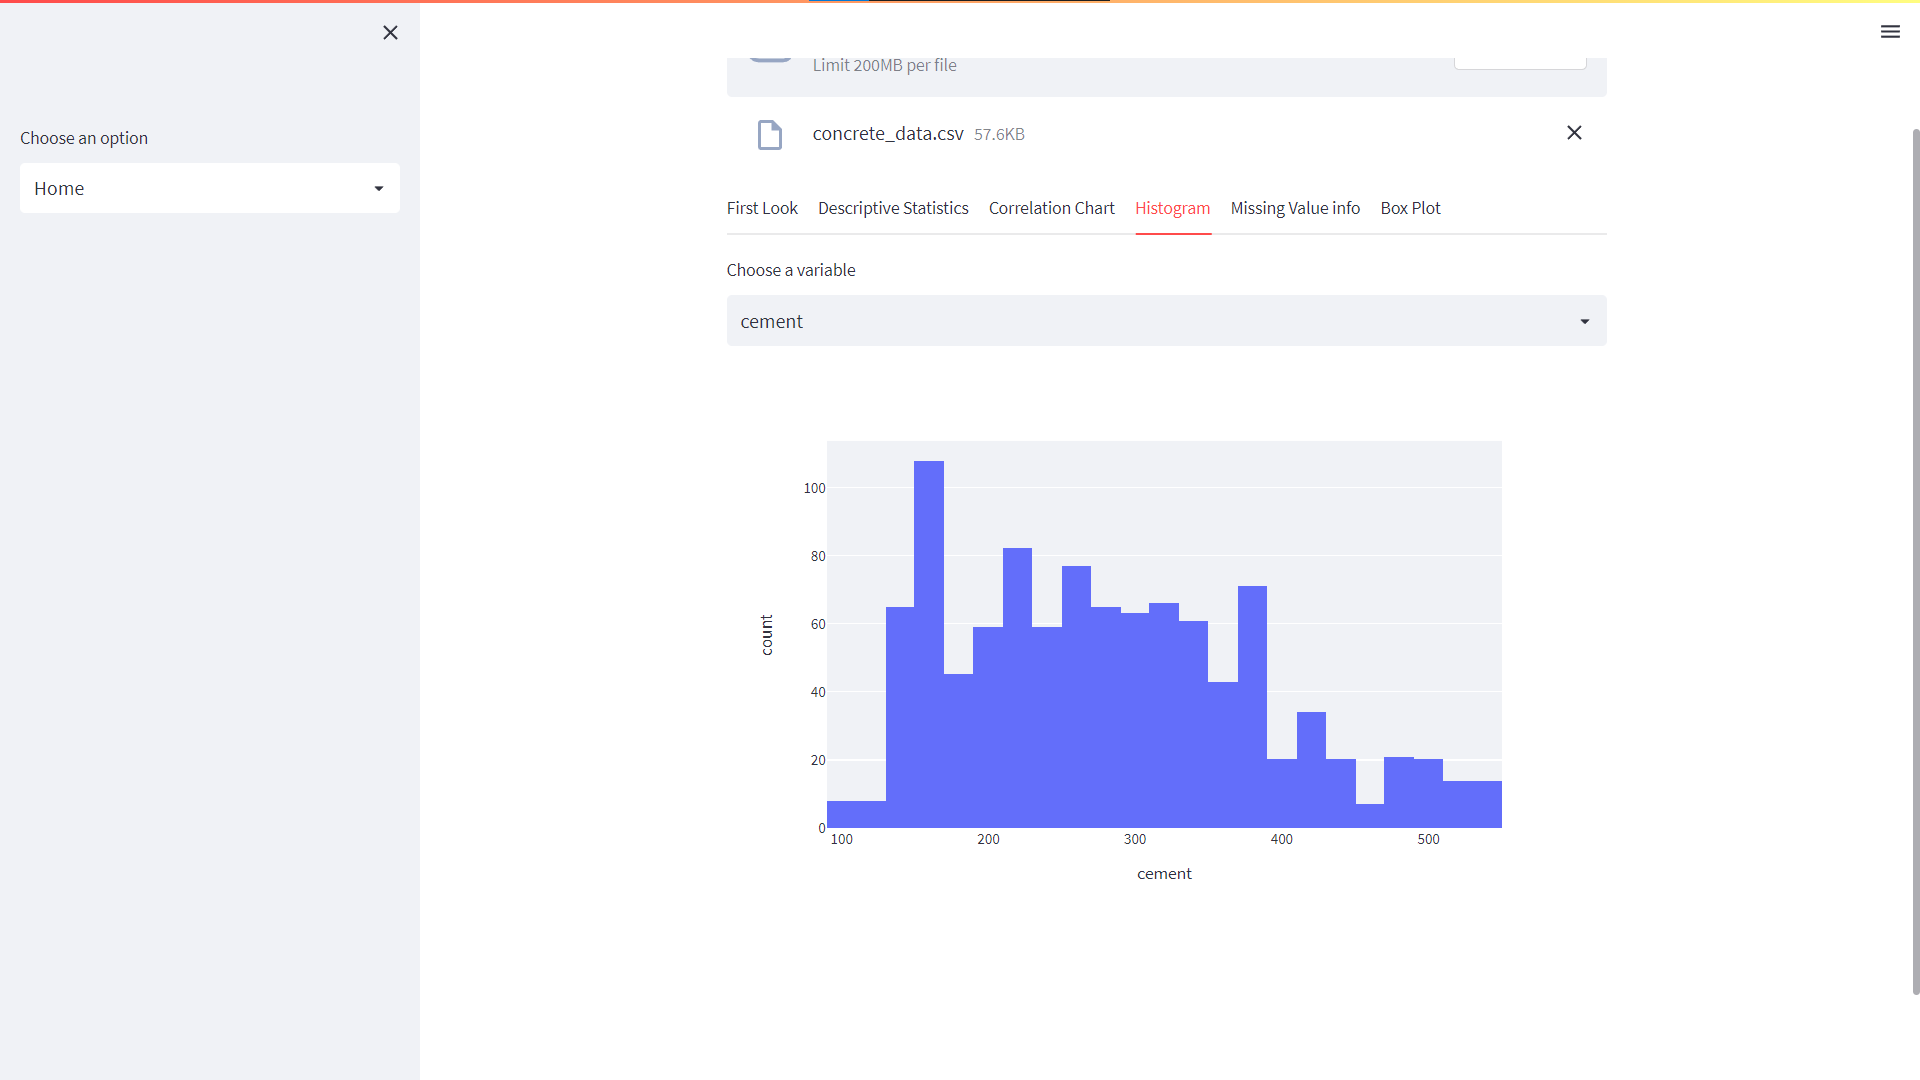 Limit 200MB per file
concrete_data.csv 57.6KB
Choose an option
Home
First Look Descriptive Statistics Correlation Chart Histogram Missing Value info Box Plot
Choose a variable
cement
100
80
60
40
20
0
count
100 200 300 400 500
cement